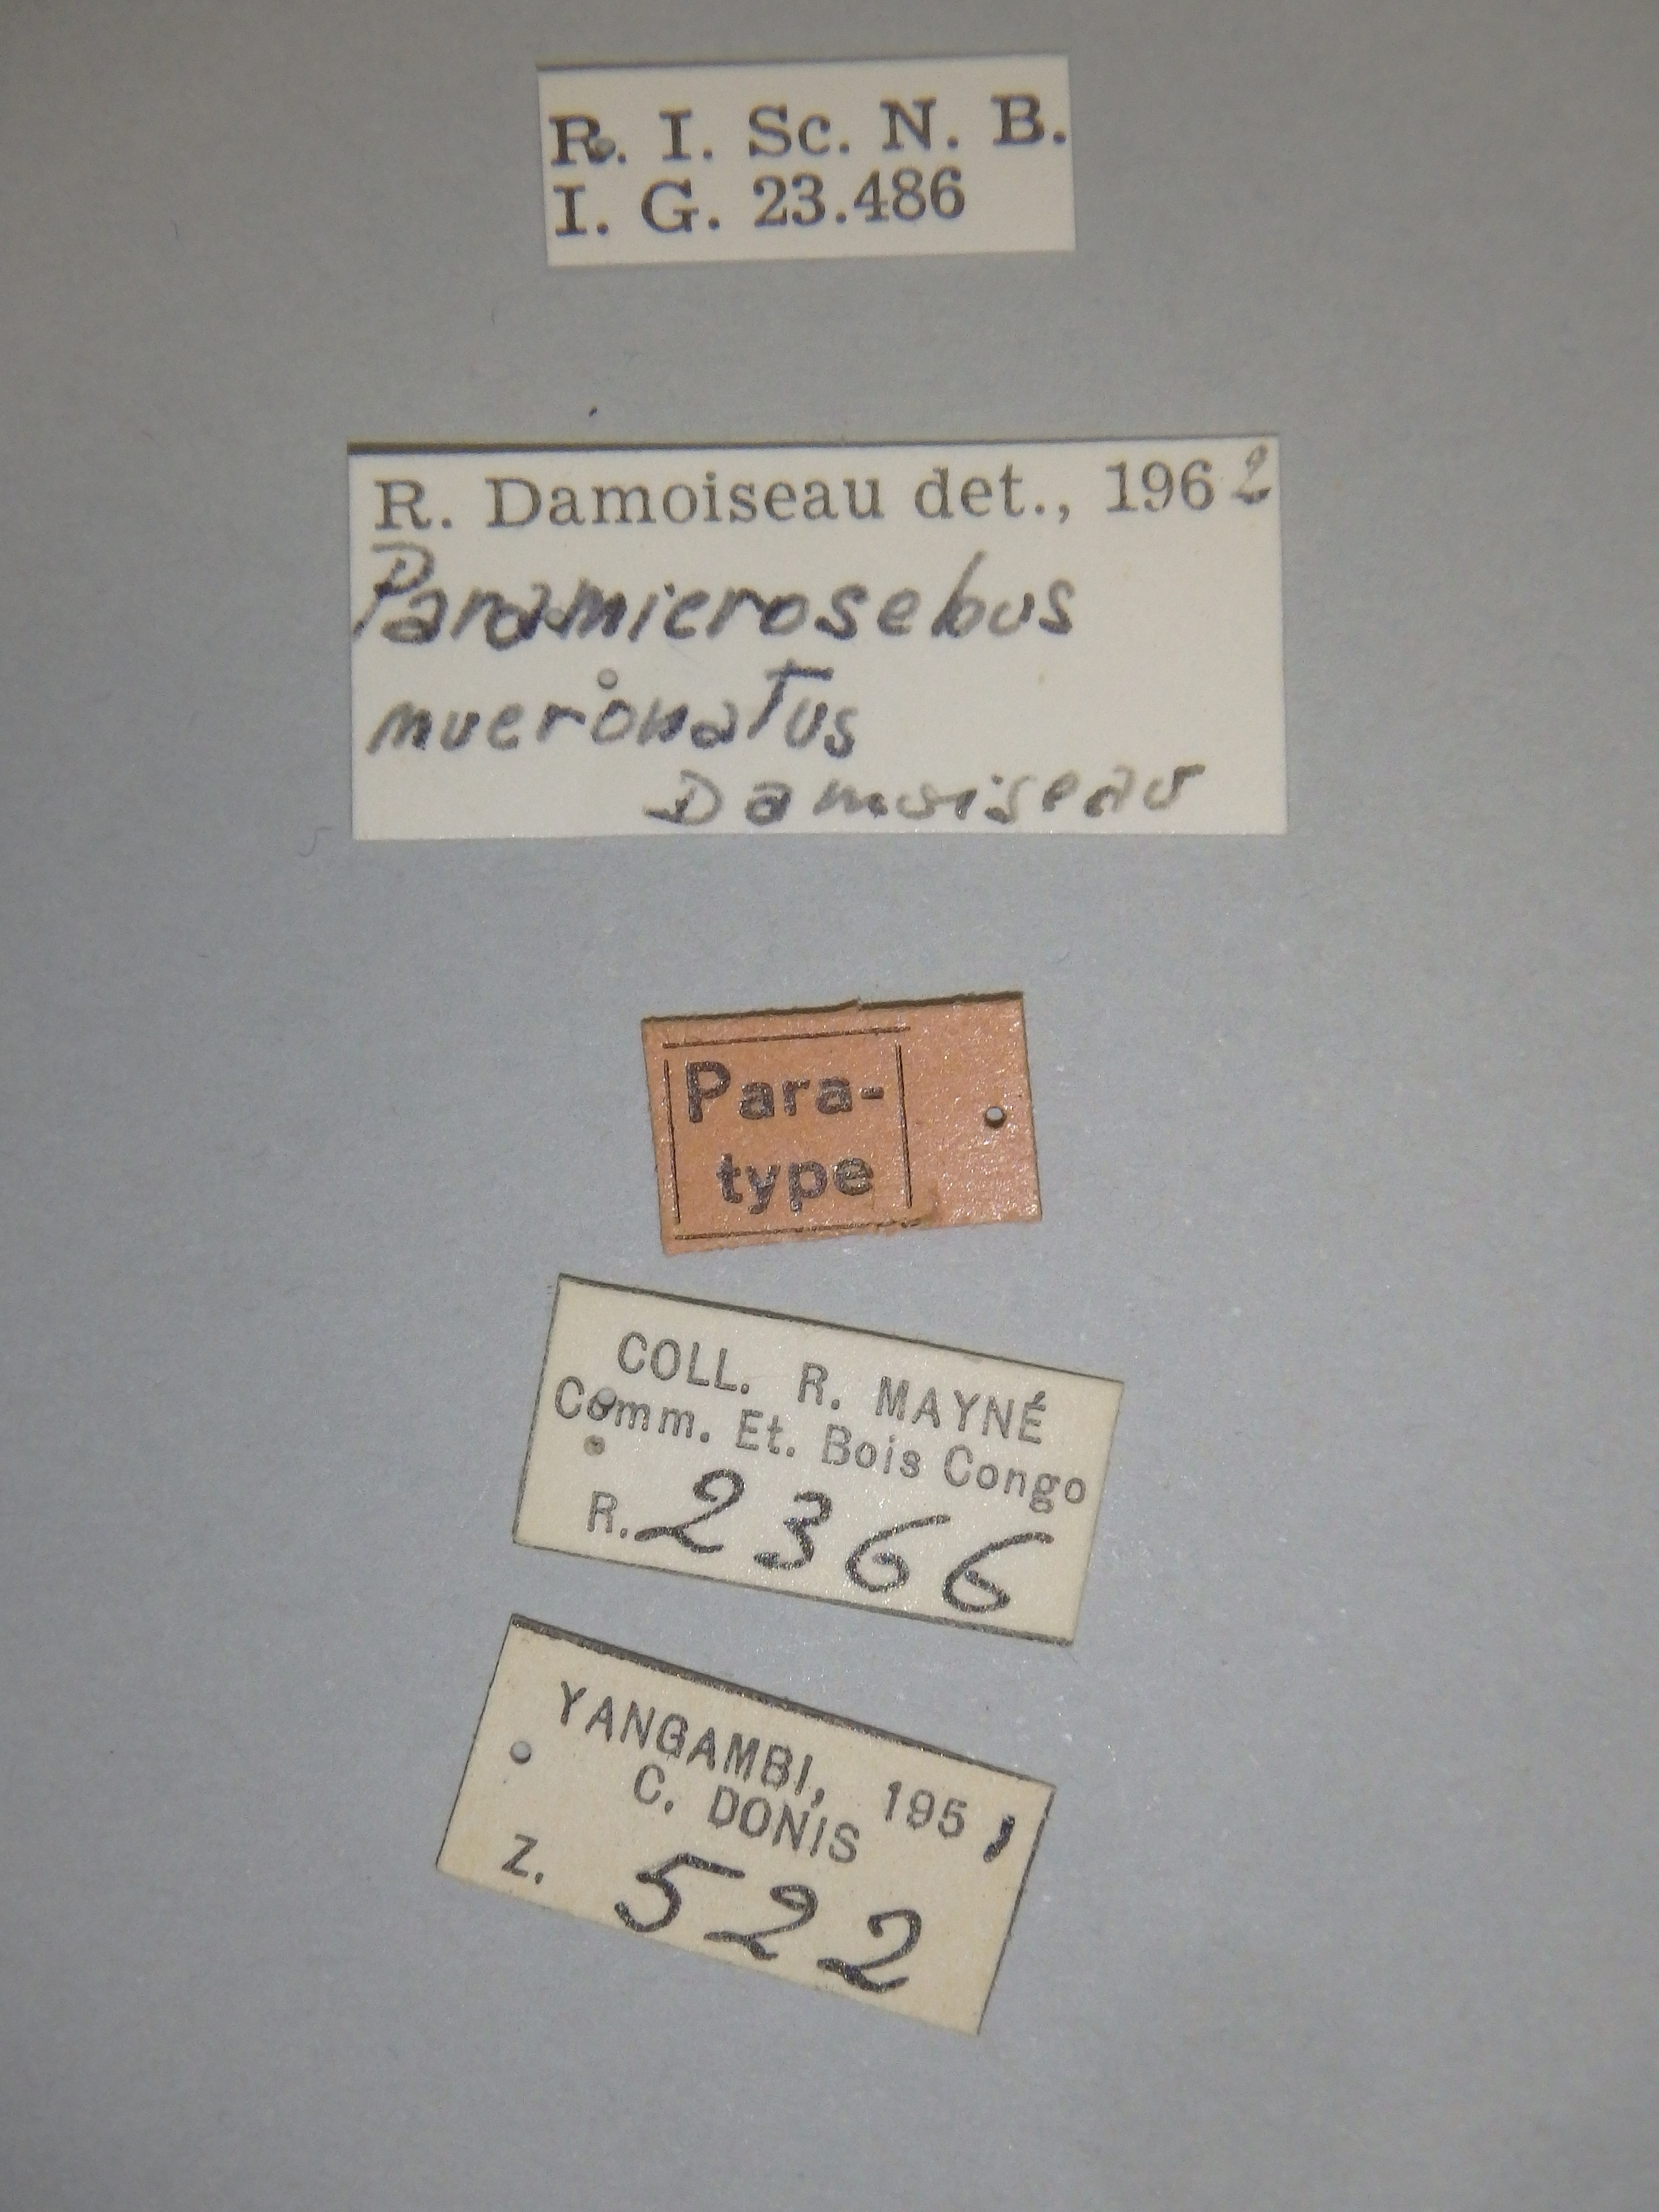 R. I. Sc. N. B.
I. G. 23.486
R. Damoiseau det., 1962
Paramicrosebus
mucronatus
Damoiseau
Para-
type
COLL. R. MAYNÉ
Comm. Et. Bois Congo
R. 2366
YANGAMBI, 1951
C. DONIS
Z. 522